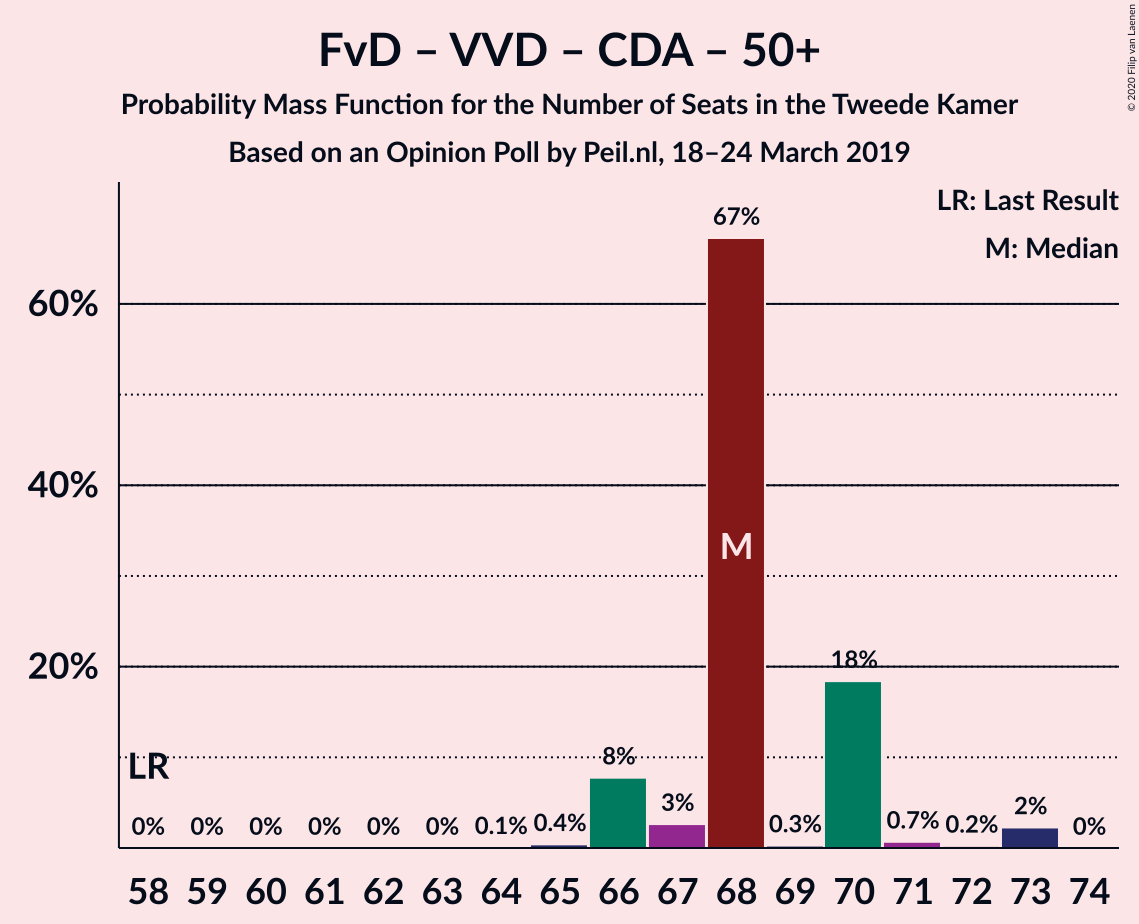 FvD – VVD – CDA – 50+
Probability Mass Function for the Number of Seats in the Tweede Kamer
Based on an Opinion Poll by Peil.nl, 18–24 March 2019
© 2020 Filip van Laenen
LR: Last Result
M: Median
67%
60%
40%
M
20%
18%
LR
8%
0% 0% 0% 0% 0% 0% 0.1% 0.4% 3% 0.3% 0.7% 0.2% 2% 0%
58 59 60 61 62 63 64 65 66 67 68 69 70 71 72 73 74